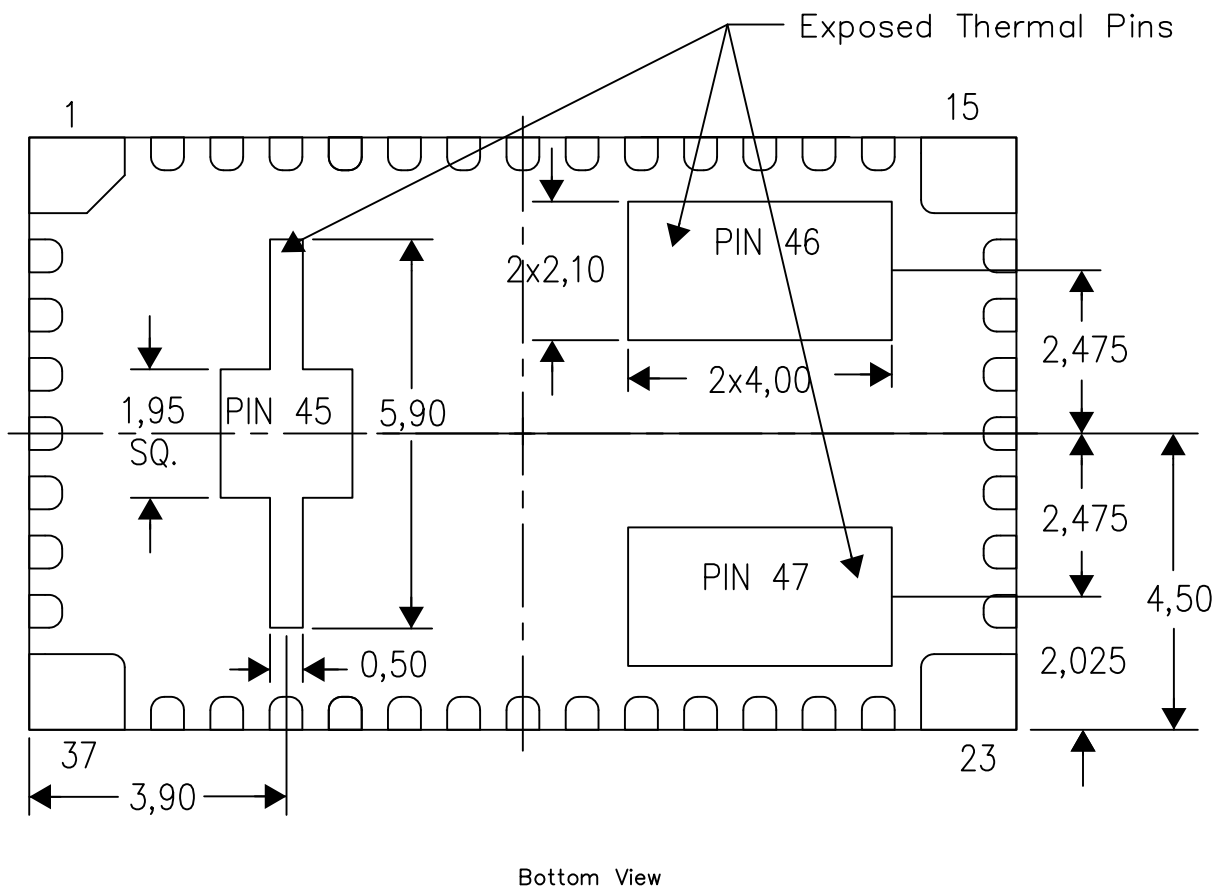 Exposed Thermal Pins
1
15
PIN 46
2x2,10
2,475
2x4,00
1,95
SQ.
PIN 45
5,90
2,475
PIN 47
4,50
0,50
2,025
37
23
3,90
Bottom View